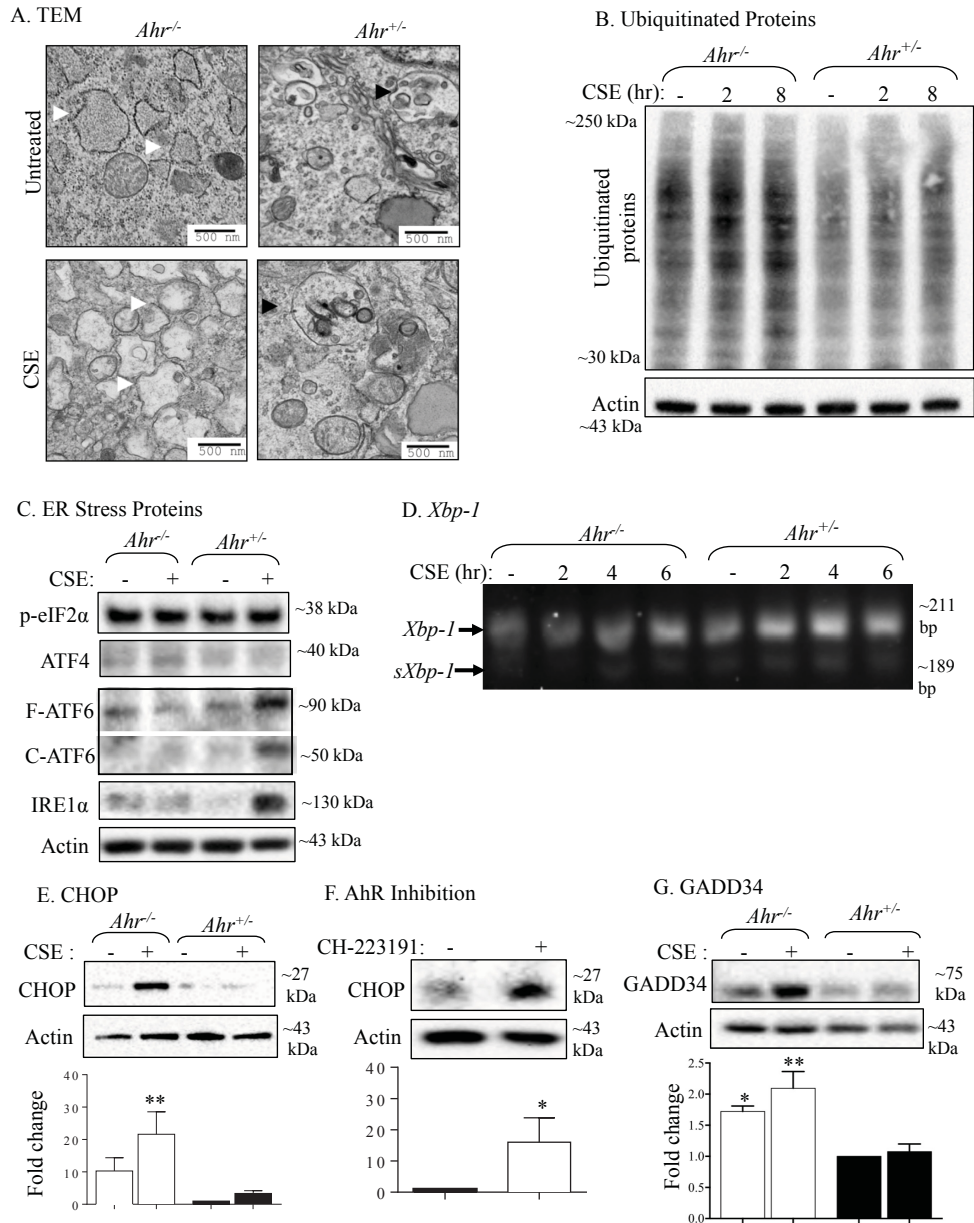 A. TEM
Ahr-/- Ahr+/-
Untreated
500 nm 500 nm
CSE
500 nm 500 nm
B. Ubiquitinated Proteins
Ahr-/- Ahr+/-
CSE (hr): - 2 8 - 2 8
~250 kDa
Ubiquitinated
proteins
~30 kDa
Actin
~43 kDa
C. ER Stress Proteins
Ahr-/- Ahr+/-
CSE: - + - +
p-eIF2α ~38 kDa
ATF4 ~40 kDa
F-ATF6 ~90 kDa
C-ATF6 ~50 kDa
IRE1α ~130 kDa
Actin ~43 kDa
D. Xbp-1
Ahr-/- Ahr+/-
CSE (hr) - 2 4 6 - 2 4 6
~211
Xbp-1 bp
sXbp-1 ~189
bp
E. CHOP
Ahr-/- Ahr+/-
CSE : - + - +
CHOP ~27
kDa
Actin ~43
kDa
Fold change
40
30
20
10
0
**
F. AhR Inhibition
CH-223191: - +
CHOP ~27
kDa
Actin ~43
kDa
40
30
20
10
0
*
G. GADD34
Ahr-/- Ahr+/-
CSE : - + - +
GADD34 ~75
kDa
Actin ~43
kDa
Fold change
2.5
2.0
1.5
1.0
0.5
0.0
* **